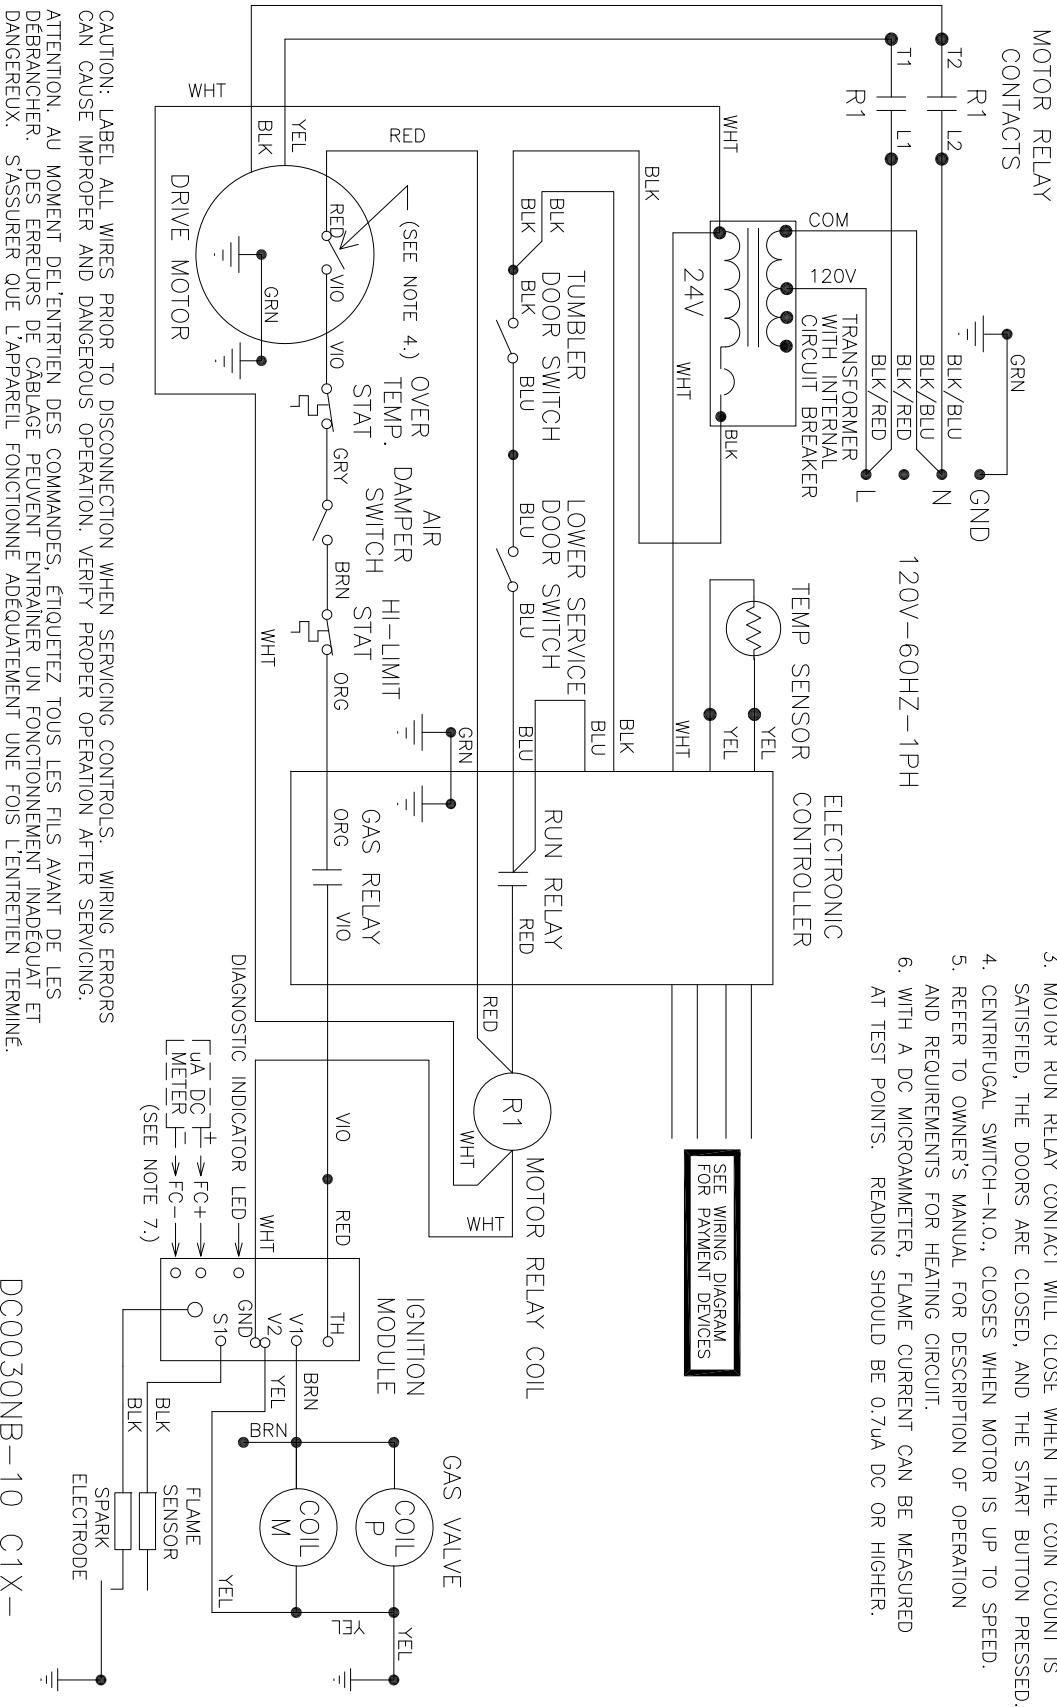 MOTOR RELAY
CONTACTS
T2
R1
L2
T1
R1
L1
GRN
GND
N
L
BLK/BLU
BLK/BLU
BLK/RED
BLK/RED
120V-60HZ-1PH
COM
120V
TRANSFORMER
WITH INTERNAL
CIRCUIT BREAKER
24V
WHT
WHT
BLK
BLK
WHT
RED
YEL
BLK
DRIVE MOTOR
RED
VIO
GRN
(SEE NOTE 4.)
VIO
OVER
TEMP.
STAT
GRY
AIR
DAMPER
SWITCH
BRN
HI-LIMIT
STAT
ORG
WHT
BLK
BLK
BLK
TUMBLER
DOOR SWITCH
BLU
LOWER SERVICE
DOOR SWITCH
BLU
BLU
TEMP SENSOR
YEL
YEL
WHT
BLK
BLU
BLU
GRN
ELECTRONIC
CONTROLLER
RUN RELAY
RED
GAS RELAY
ORG
VIO
3. MOTOR RUN RELAY CONTACT WILL CLOSE WHEN THE COIN COUNT IS
SATISFIED, THE DOORS ARE CLOSED, AND THE START BUTTON PRESSED.
4. CENTRIFUGAL SWITCH-N.O., CLOSES WHEN MOTOR IS UP TO SPEED.
5. REFER TO OWNER'S MANUAL FOR DESCRIPTION OF OPERATION
AND REQUIREMENTS FOR HEATING CIRCUIT.
6. WITH A DC MICROAMMETER, FLAME CURRENT CAN BE MEASURED
AT TEST POINTS. READING SHOULD BE 0.7uA DC OR HIGHER.
SEE WIRING DIAGRAM
FOR PAYMENT DEVICES
RED
R1
MOTOR RELAY COIL
WHT
WHT
VIO
RED
WHT
DIAGNOSTIC INDICATOR LED
uA DC
METER
+
-
FC+
FC-
(SEE NOTE 7.)
IGNITION
MODULE
TH
V1
V2
GND
S1
BRN
YEL
BRN
GAS VALVE
COIL
P
COIL
M
YEL
YEL
YEL
BLK
BLK
FLAME
SENSOR
SPARK
ELECTRODE
CAUTION: LABEL ALL WIRES PRIOR TO DISCONNECTION WHEN SERVICING CONTROLS. WIRING ERRORS
CAN CAUSE IMPROPER AND DANGEROUS OPERATION. VERIFY PROPER OPERATION AFTER SERVICING.
ATTENTION. AU MOMENT DEL'ENTRTIEN DES COMMANDES, ÉTIQUETEZ TOUS LES FILS AVANT DE LES
DÉBRANCHER. DES ERREURS DE CÂBLAGE PEUVENT ENTRAÎNER UN FONCTIONNEMENT INADÉQUAT ET
DANGEREUX. S'ASSURER QUE L'APPAREIL FONCTIONNE ADÉQUATEMENT UNE FOIS L'ENTRETIEN TERMINÉ.
DC0030NB-10 C1X-